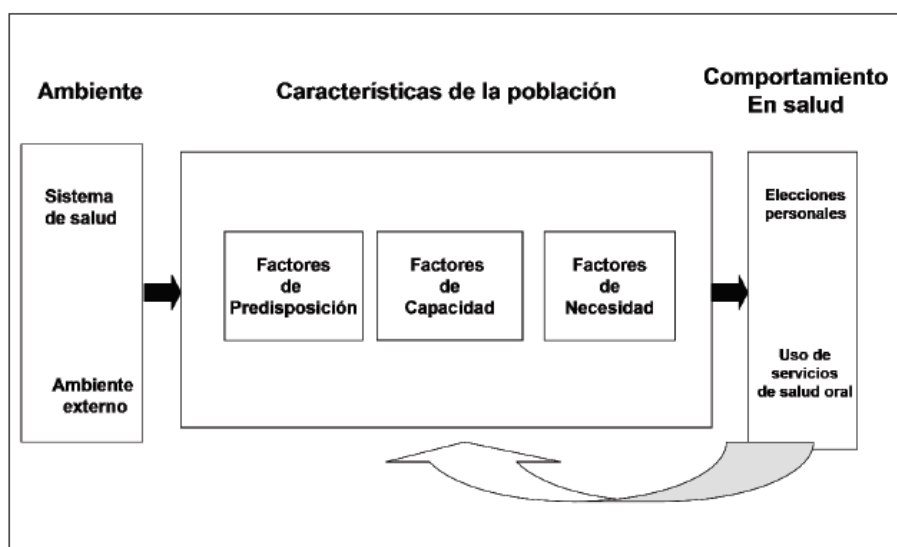 Ambiente
Características de la población
Comportamiento
En salud
Sistema
de salud
Ambiente
externo
Factores
de
Predisposición
Factores
de
Capacidad
Factores
de
Necesidad
Elecciones
personales
Uso de
servicios
de salud oral